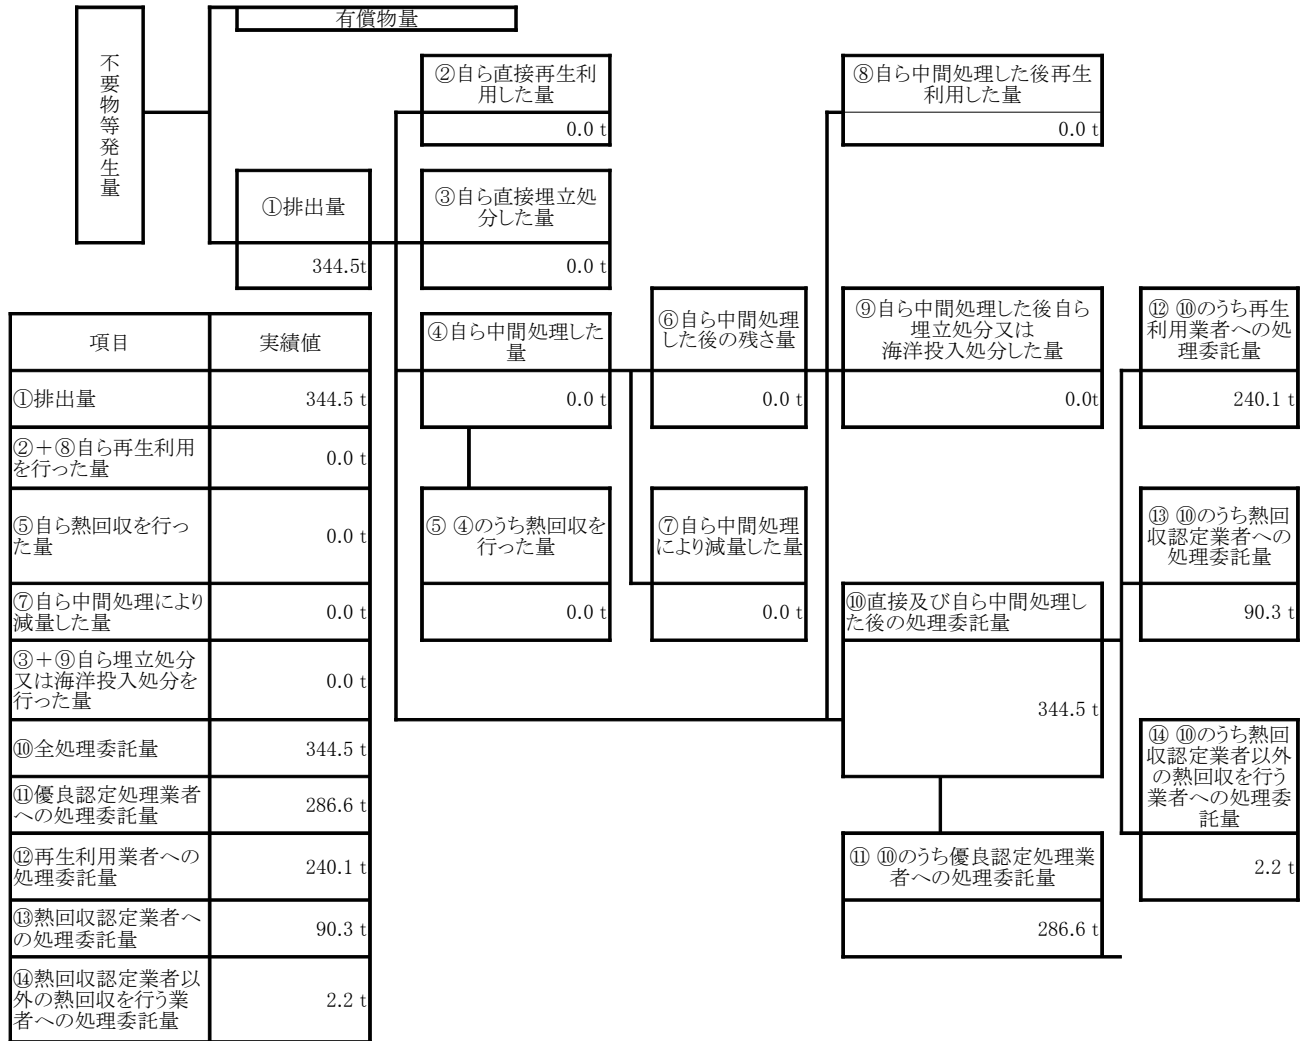 不要物等発生量
有償物量
②自ら直接再生利
用した量
0.0 t
⑧自ら中間処理した後再生
利用した量
0.0 t
①排出量
344.5t
③自ら直接埋立処
分した量
0.0 t
④自ら中間処理した
量
0.0 t
⑥自ら中間処理
した後の残さ量
0.0 t
⑨自ら中間処理した後自ら
埋立処分又は
海洋投入処分した量
0.0t
⑫ ⑩のうち再生
利用業者への処
理委託量
240.1 t
⑤ ④のうち熱回収を
行った量
0.0 t
⑦自ら中間処理
により減量した量
0.0 t
⑩直接及び自ら中間処理し
た後の処理委託量
344.5 t
⑬ ⑩のうち熱回
収認定業者への
処理委託量
90.3 t
⑭ ⑩のうち熱回
収認定業者以外
の熱回収を行う
業者への処理委
託量
2.2 t
⑪ ⑩のうち優良認定処理業
者への処理委託量
286.6 t
項目 実績値
①排出量 344.5 t
②＋⑧自ら再生利用
を行った量
0.0 t
⑤自ら熱回収を行っ
た量
0.0 t
⑦自ら中間処理により
減量した量
0.0 t
③＋⑨自ら埋立処分
又は海洋投入処分を
行った量
0.0 t
⑩全処理委託量 344.5 t
⑪優良認定処理業者
への処理委託量
286.6 t
⑫再生利用業者への
処理委託量
240.1 t
⑬熱回収認定業者へ
の処理委託量
90.3 t
⑭熱回収認定業者以
外の熱回収を行う業
者への処理委託量
2.2 t